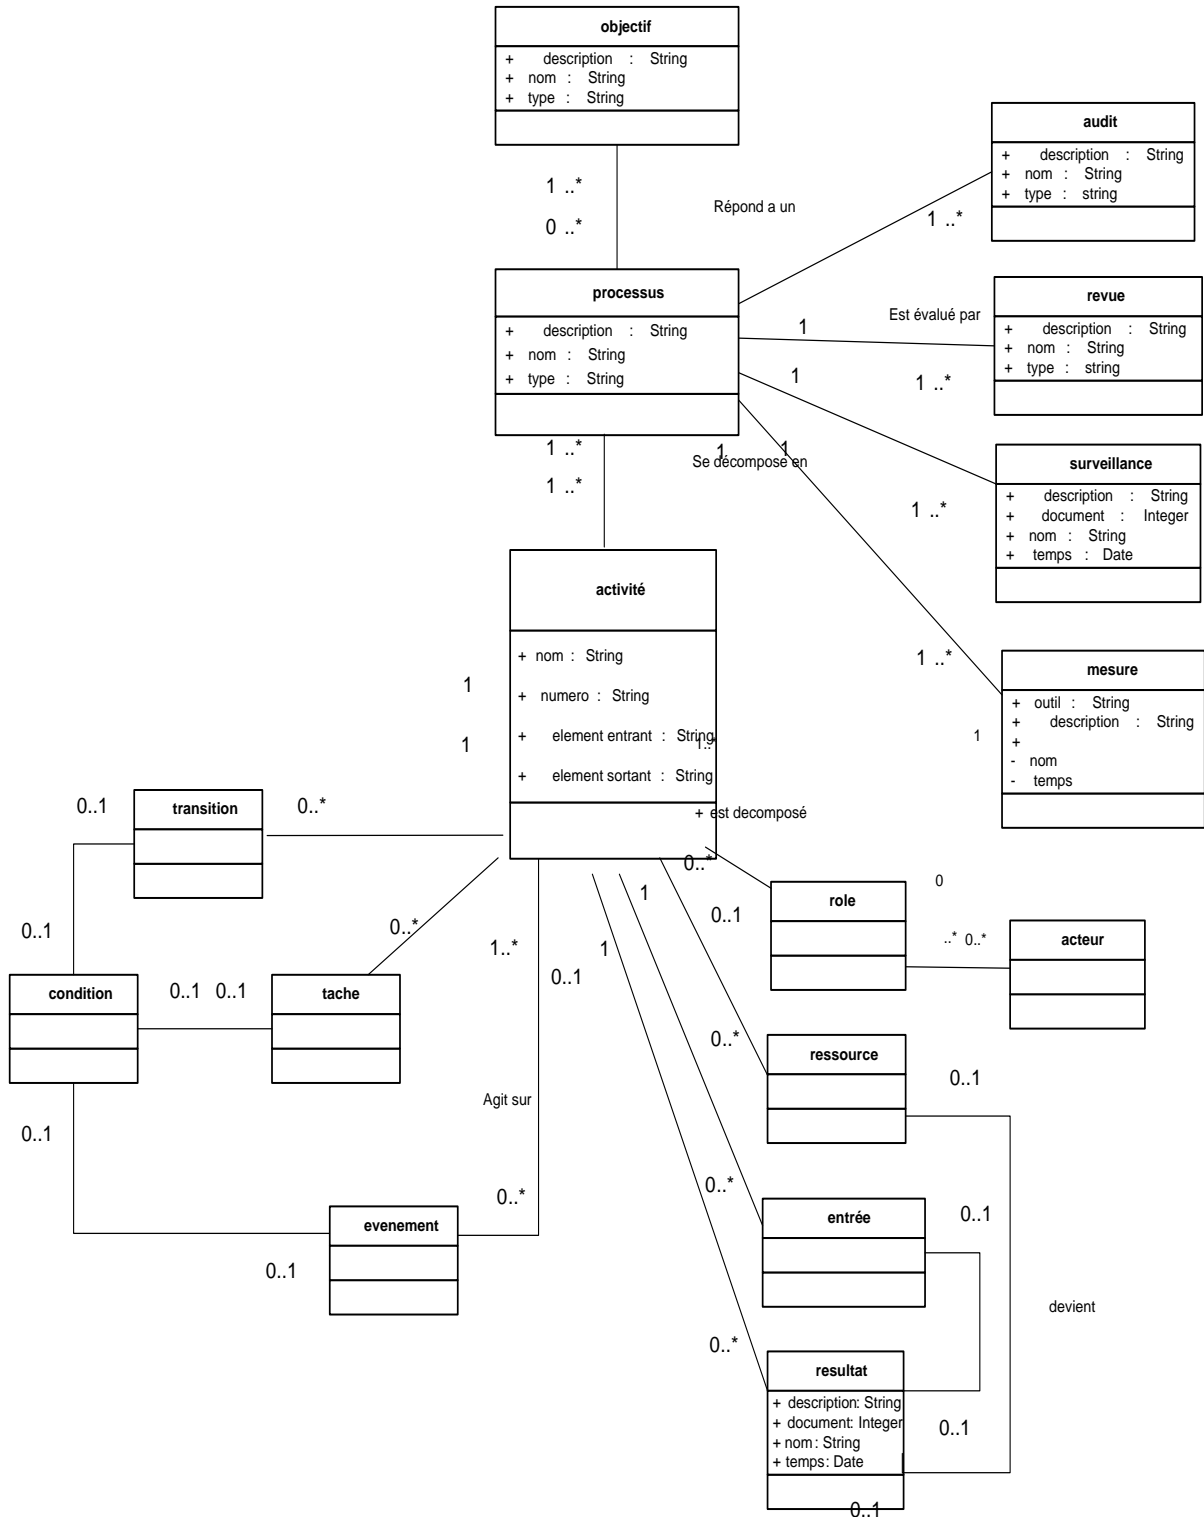 objectif
+ description : String
+ nom : String
+ type : String
1 ..*
0 ..*
Répond a un
audit
+ description : String
+ nom : String
+ type : string
1 ..*
processus
+ description : String
+ nom : String
+ type : String
Est évalué par
1
revue
+ description : String
+ nom : String
+ type : string
1
1 ..*
1 ..*
1 ..*
1
1
Se décompose en
surveillance
+ description : String
+ document : Integer
+ nom : String
+ temps : Date
1 ..*
activité
+ nom : String
+ numero : String
+ element entrant : String
+ element sortant : String
1
1
1..*
+ est decomposé
1 ..*
1
mesure
+ outil : String
+ description : String
+
- nom
- temps
0..1
transition
0..*
0..1
condition
0..1 0..1
tache
0..*
1..*
0..1
1
1
0..*
0..1
role
0
..* 0..*
acteur
0..*
ressource
0..1
Agit sur
0..1
0..*
evenement
0..1
0..*
entrée
0..1
devient
0..*
resultat
+ description: String
+ document: Integer
+ nom : String
+ temps : Date
0..1
0..1